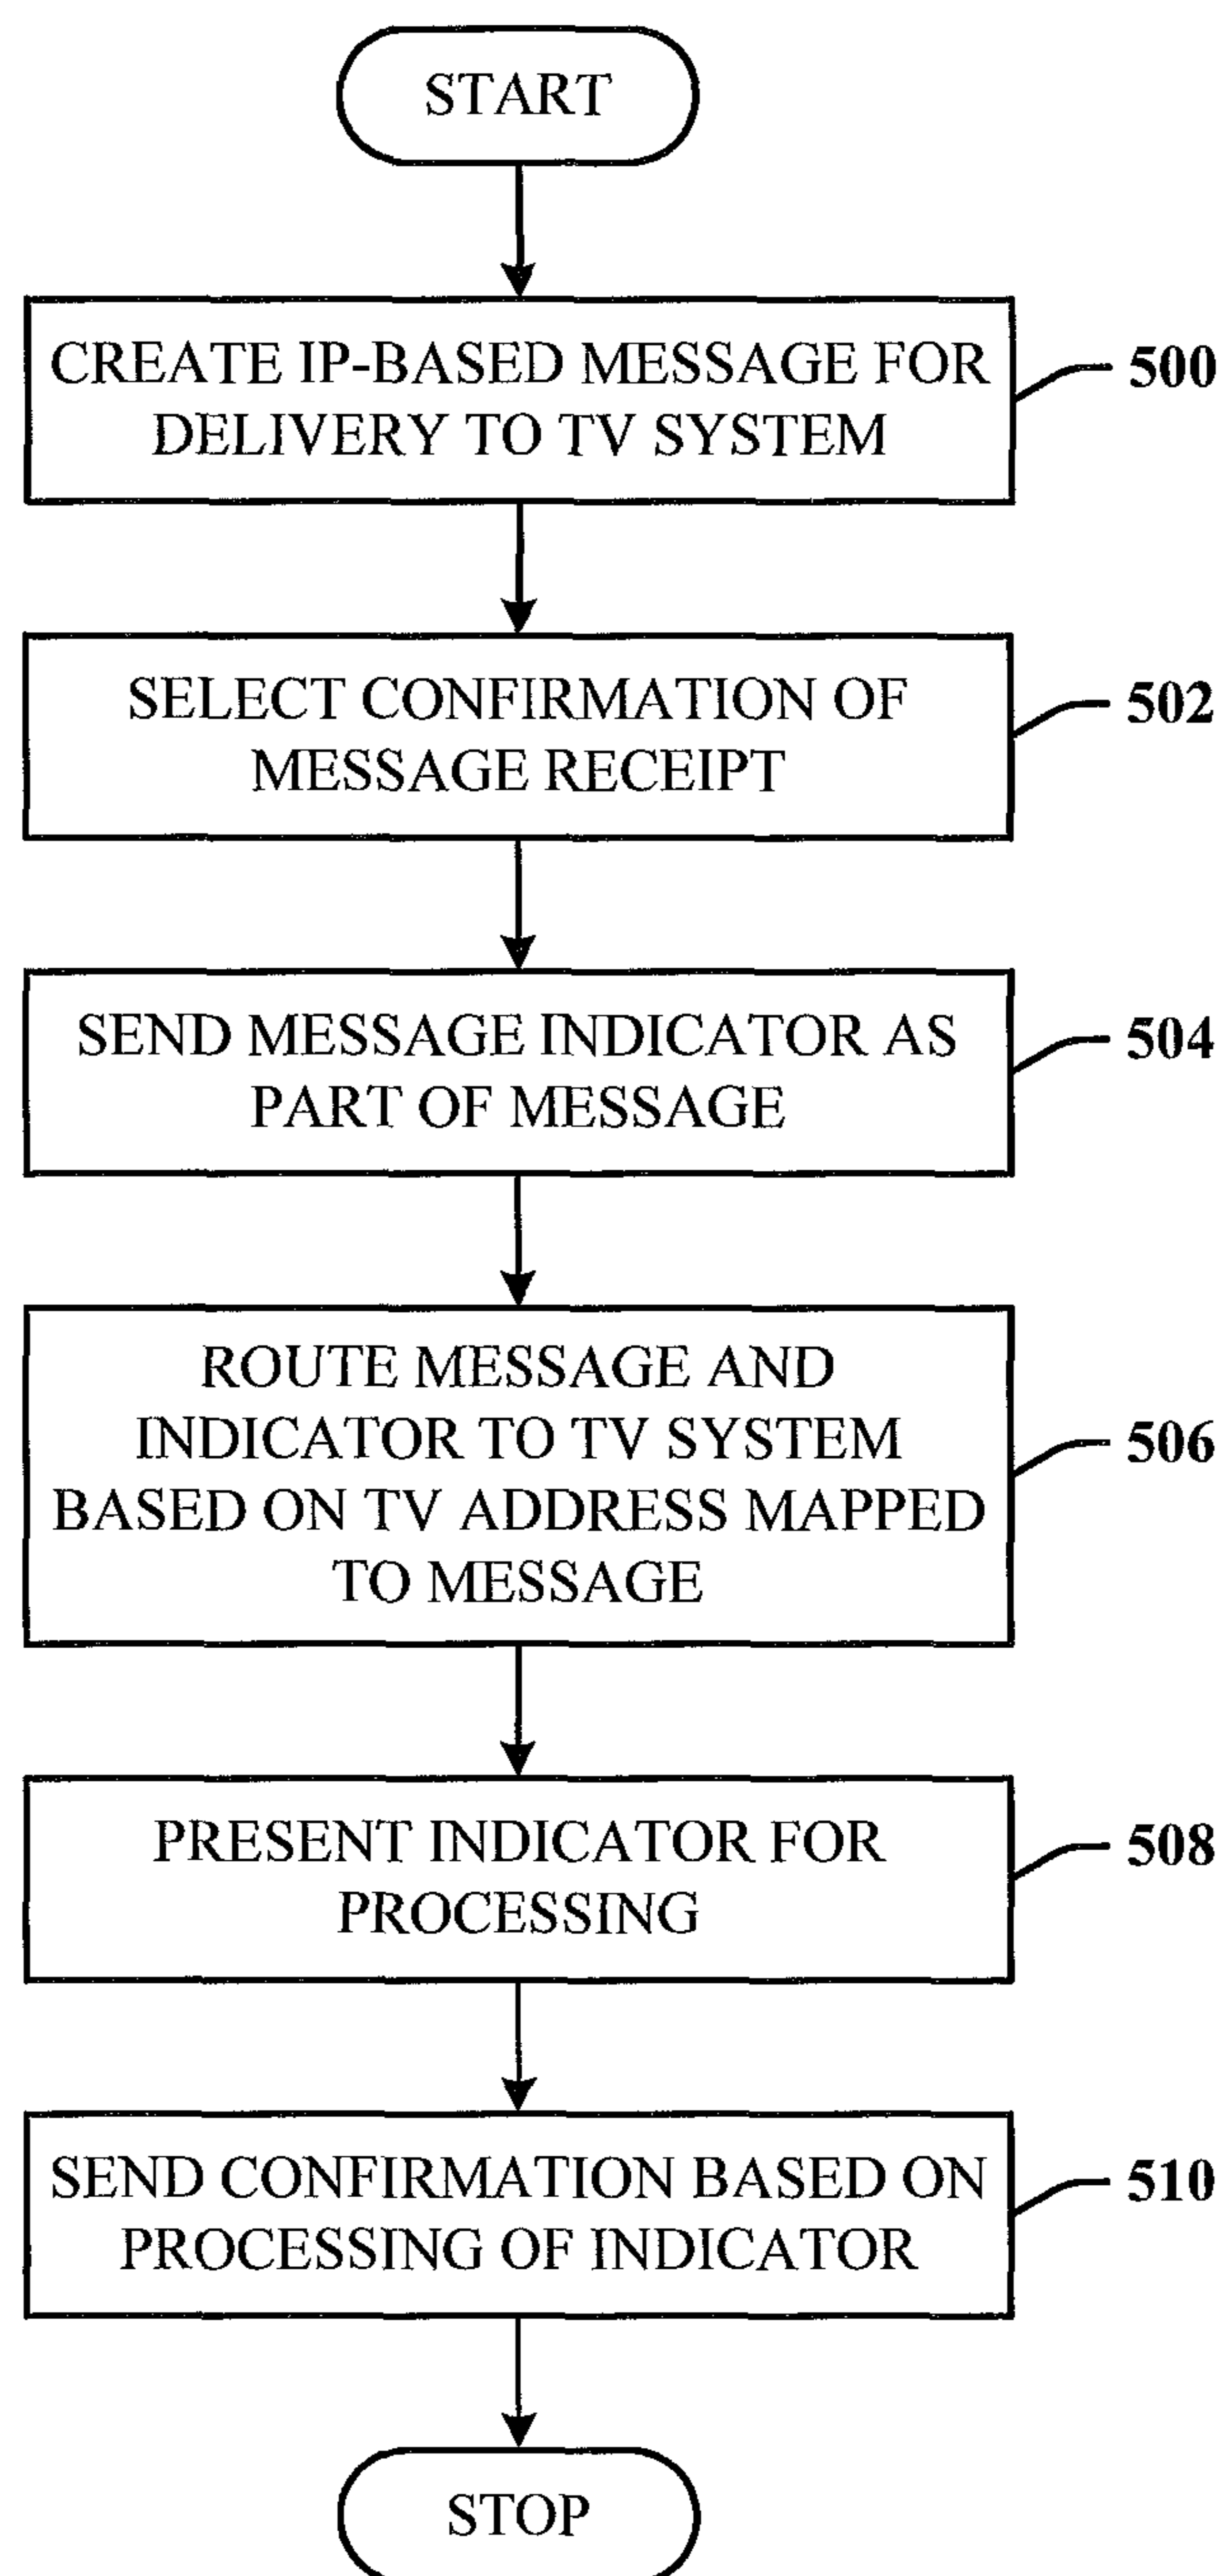 START
CREATE IP-BASED MESSAGE FOR
DELIVERY TO TV SYSTEM
500
SELECT CONFIRMATION OF
MESSAGE RECEIPT
502
SEND MESSAGE INDICATOR AS
PART OF MESSAGE
504
ROUTE MESSAGE AND
INDICATOR TO TV SYSTEM
BASED ON TV ADDRESS MAPPED
TO MESSAGE
506
PRESENT INDICATOR FOR
PROCESSING
508
SEND CONFIRMATION BASED ON
PROCESSING OF INDICATOR
510
STOP